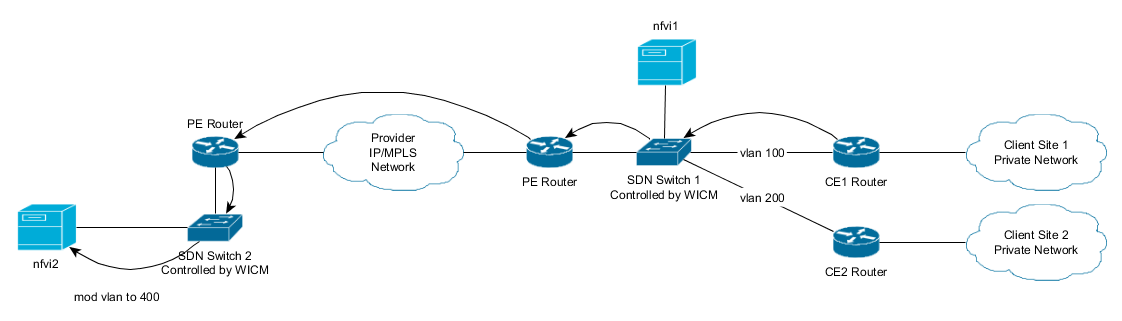 nfvi1
PE Router
Provider
IP/MPLS
Network
PE Router
SDN Switch 1
Controlled by WICM
vlan 100
vlan 200
CE1 Router
Client Site 1
Private Network
CE2 Router
Client Site 2
Private Network
nfvi2
SDN Switch 2
Controlled by WICM
mod vlan to 400